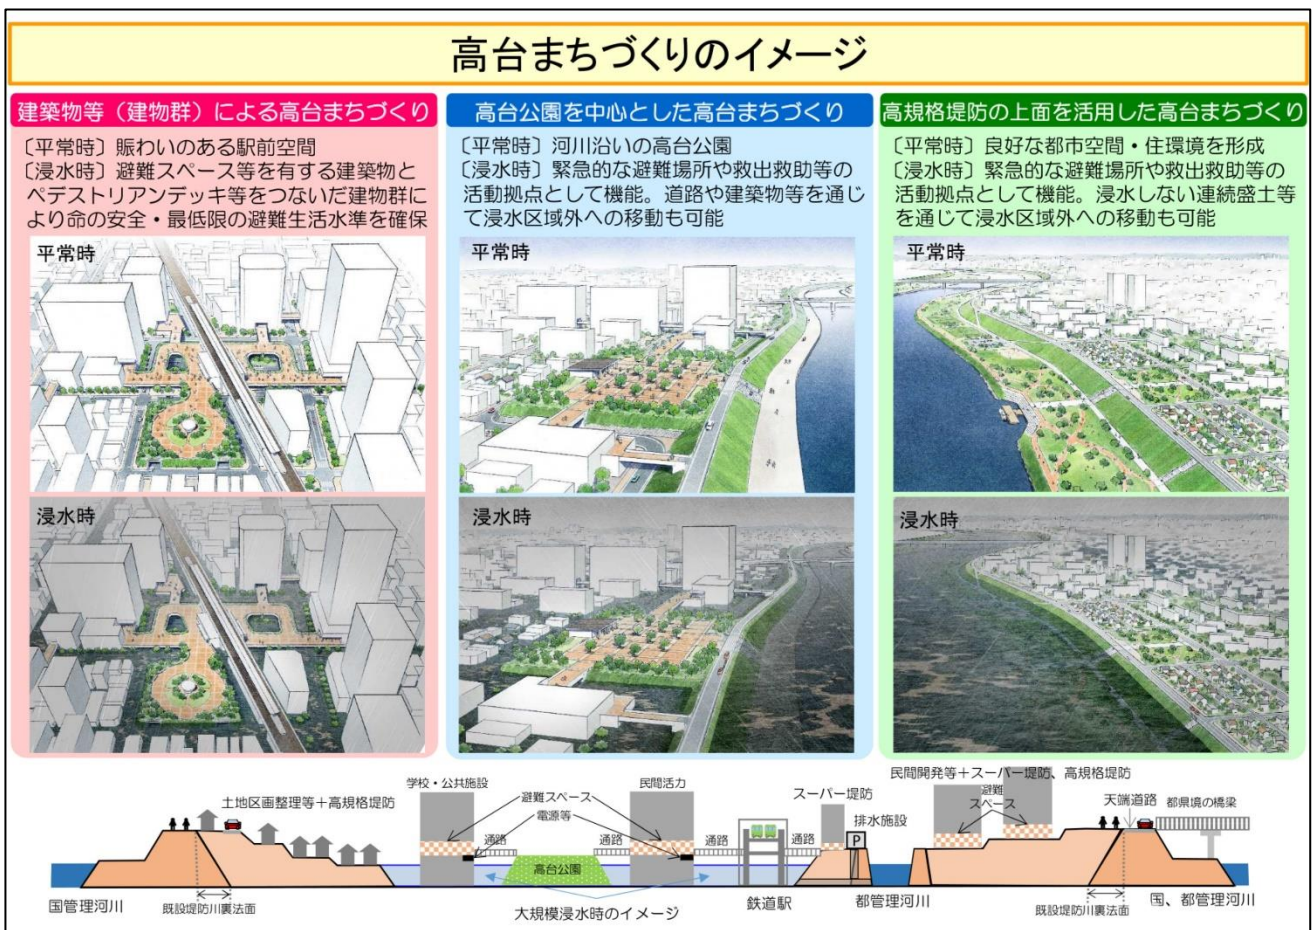 高台まちづくりのイメージ
建築物等（建物群）による高台まちづくり
〔平常時〕賑わいのある駅前空間
〔浸水時〕避難スペース等を有する建築物と
ペデストリアンデッキ等をつないだ建物群に
より命の安全・最低限の避難生活水準を確保
平常時
浸水時
高台公園を中心とした高台まちづくり
〔平常時〕河川沿いの高台公園
〔浸水時〕緊急的な避難場所や救出救助等の
活動拠点として機能。道路や建築物等を通じ
て浸水区域外への移動も可能
平常時
浸水時
高規格堤防の上面を活用した高台まちづくり
〔平常時〕良好な都市空間・住環境を形成
〔浸水時〕緊急的な避難場所や救出救助等の
活動拠点として機能。浸水しない連続盛土等
を通じて浸水区域外への移動も可能
平常時
浸水時
土地区画整理等＋高規格堤防
国管理河川
既設堤防川裏法面
学校・公共施設
避難スペース
電源等
通路
高台公園
通路
民間活力
大規模浸水時のイメージ
通路
鉄道駅
通路
スーパー堤防
排水施設
P
都管理河川
民間開発等＋スーパー堤防、高規格堤防
避難
スペース
天端道路
都県境の橋梁
既設堤防川裏法面
国、都管理河川